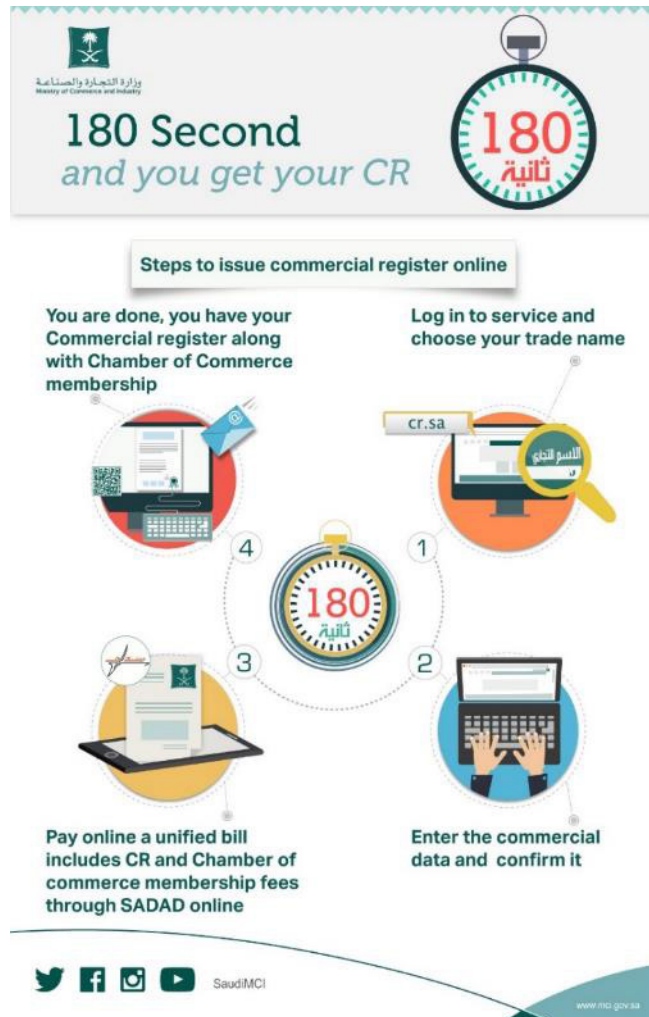 وزارة التجارة والصناعة
Ministry of Commerce and Industry
180 Second
and you get your CR
180
ثانية
Steps to issue commercial register online
You are done, you have your
Commercial register along
with Chamber of Commerce
membership
Log in to service and
choose your trade name
cr.sa
الاسم التجاري
4
1
180
ثانية
3
2
Pay online a unified bill
includes CR and Chamber of
commerce membership fees
through SADAD online
Enter the commercial
data and confirm it
SaudiMCI
www.mci.gov.sa